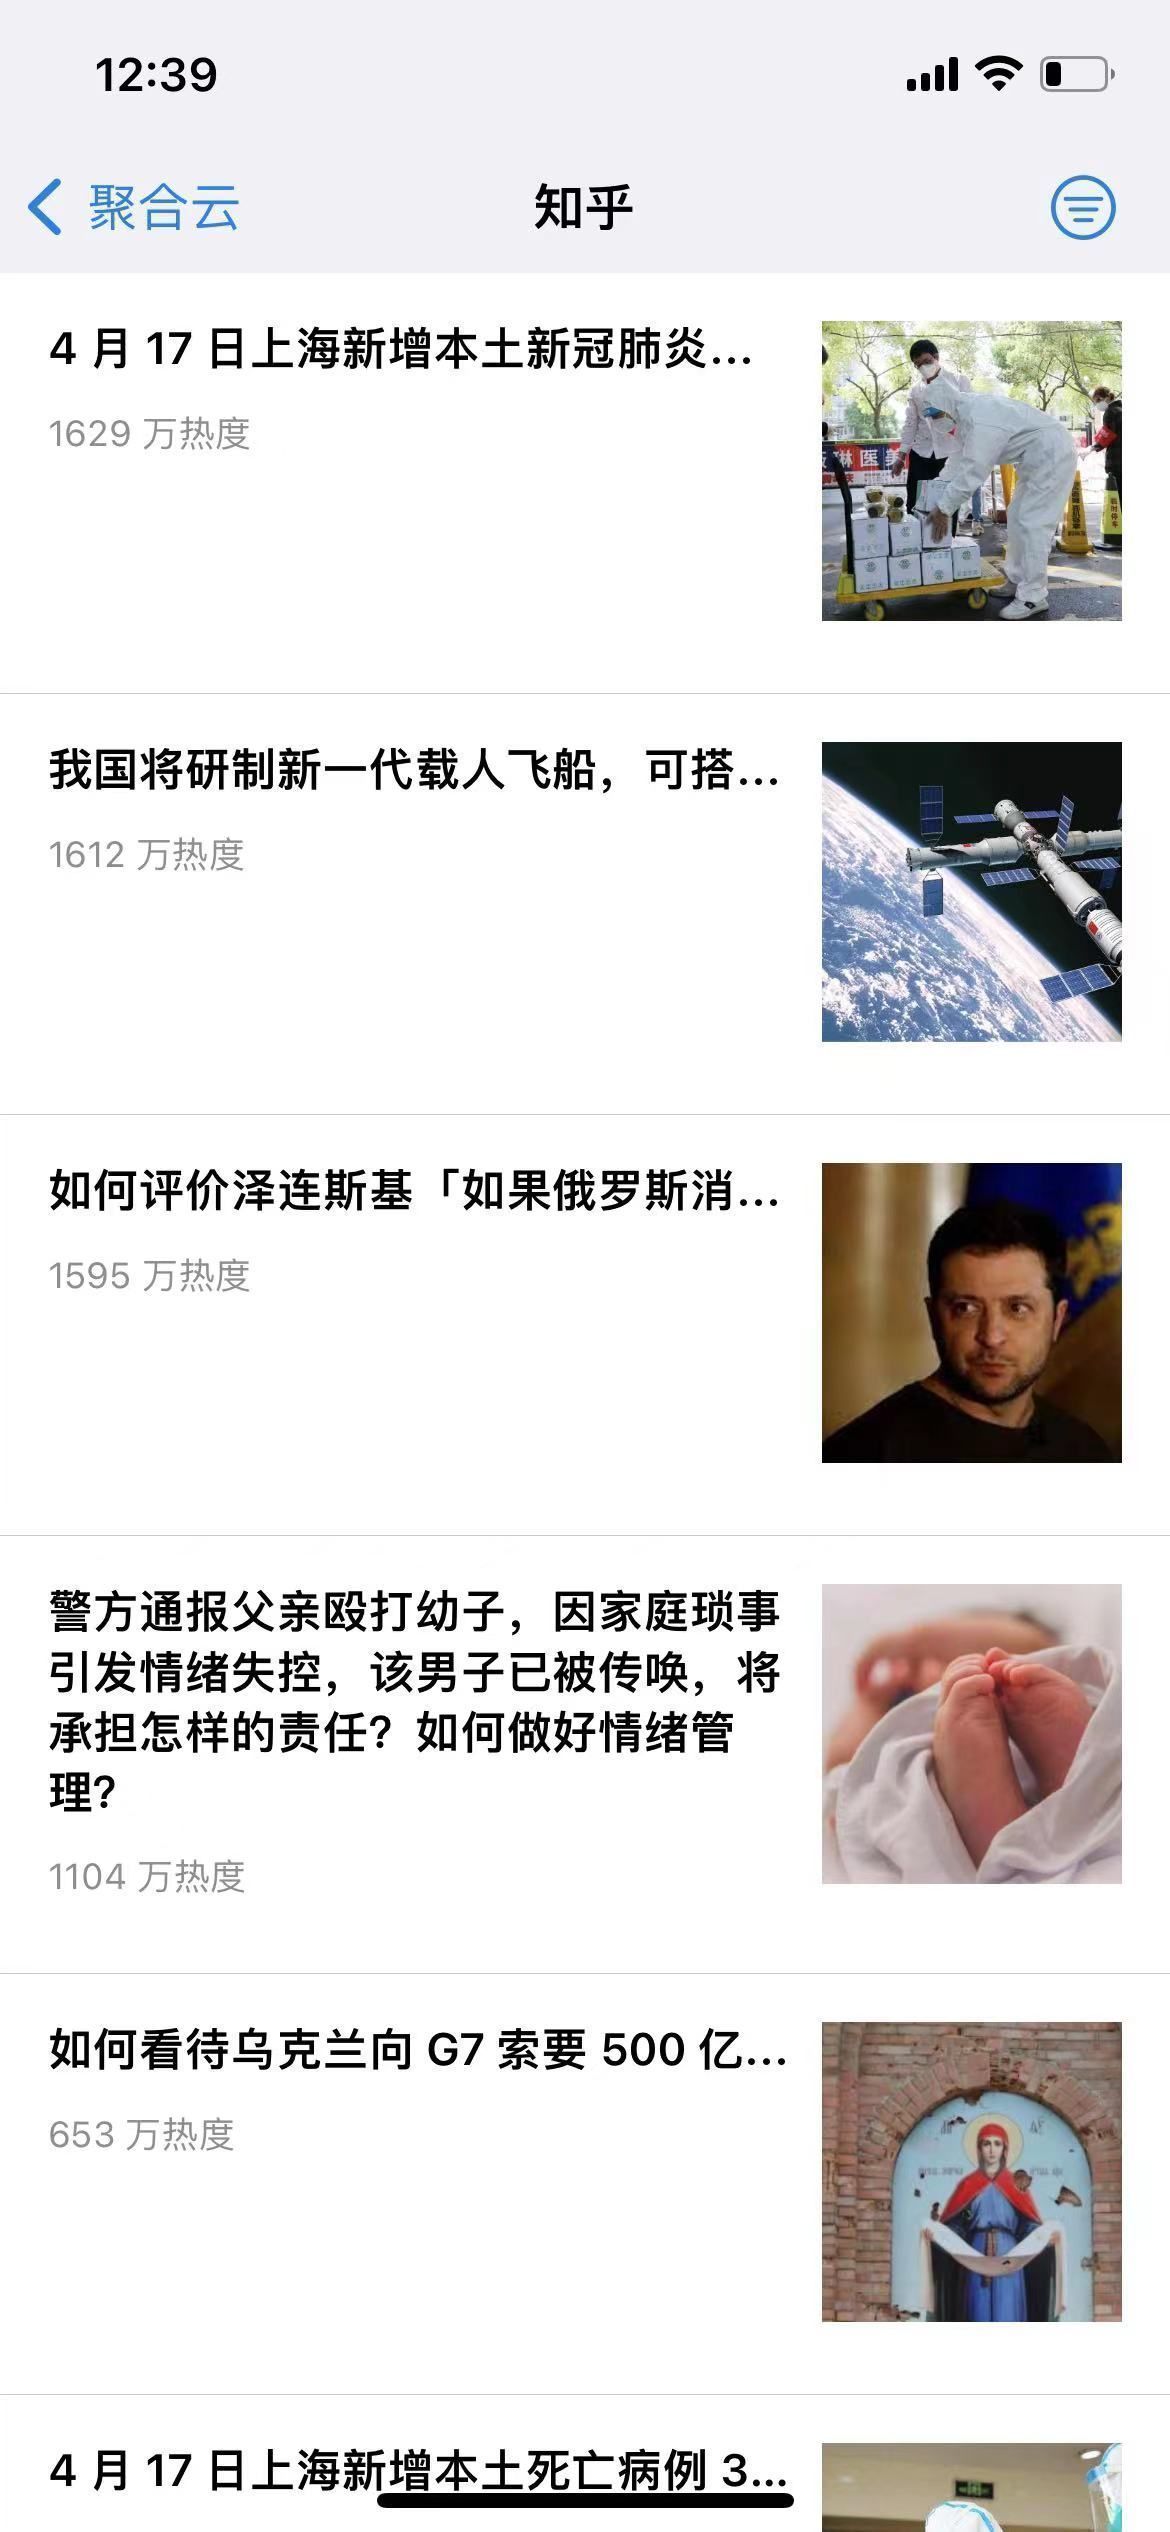 12:39
聚合云
知乎
4 月 17 日上海新增本土新冠肺炎...
1629 万热度
我国将研制新一代载人飞船，可搭...
1612 万热度
如何评价泽连斯基「如果俄罗斯消...
1595 万热度
警方通报父亲殴打幼子，因家庭琐事
引发情绪失控，该男子已被传唤，将
承担怎样的责任？如何做好情绪管
理？
1104 万热度
如何看待乌克兰向 G7 索要 500 亿...
653 万热度
4 月 17 日上海新增本土死亡病例 3...